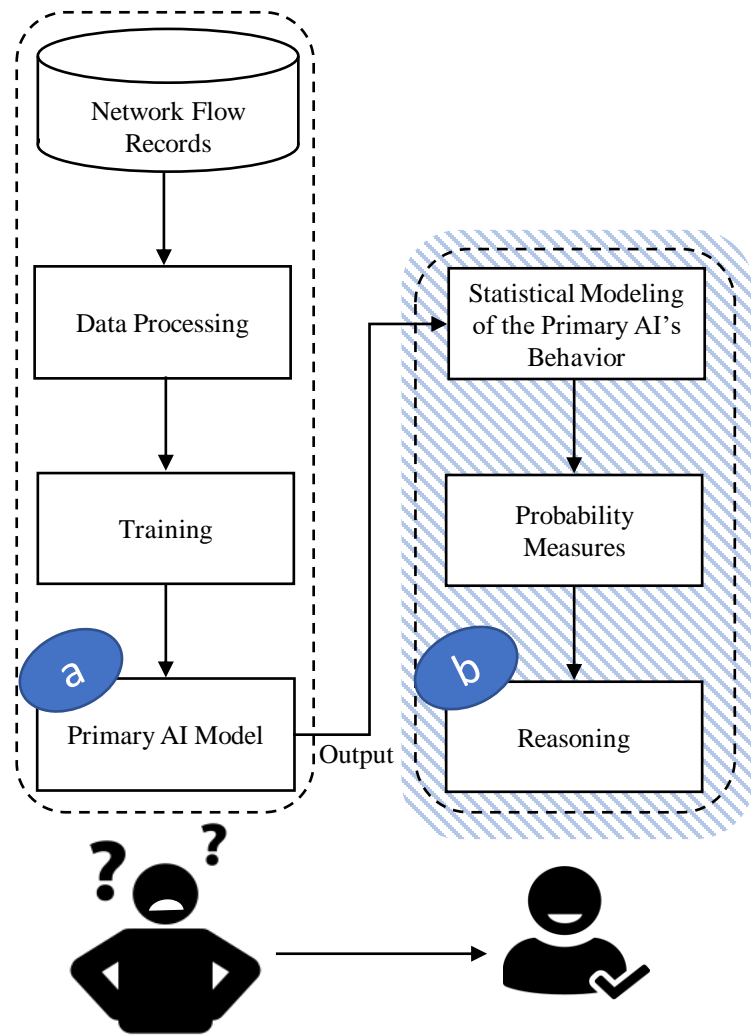 Network Flow
Records
Data Processing
Training
a
Primary AI Model
Output
Statistical Modeling
of the Primary AI’s
Behavior
Probability
Measures
b
Reasoning
? ?